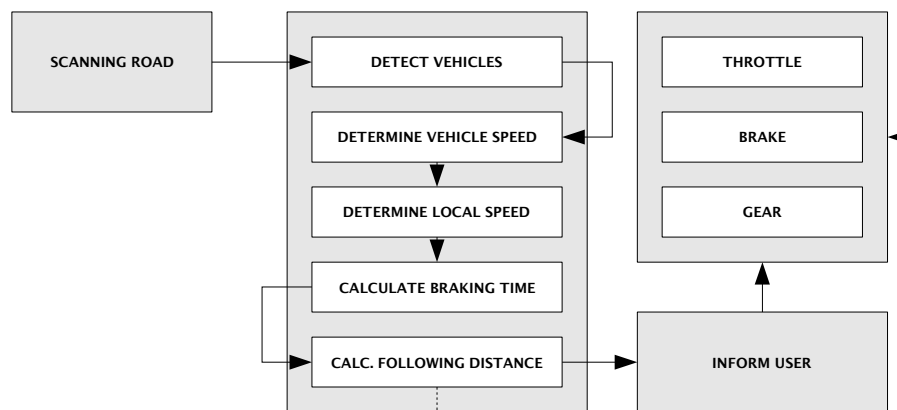 SCANNING ROAD
DETECT VEHICLES
DETERMINE VEHICLE SPEED
DETERMINE LOCAL SPEED
CALCULATE BRAKING TIME
CALC. FOLLOWING DISTANCE
THROTTLE
BRAKE
GEAR
INFORM USER